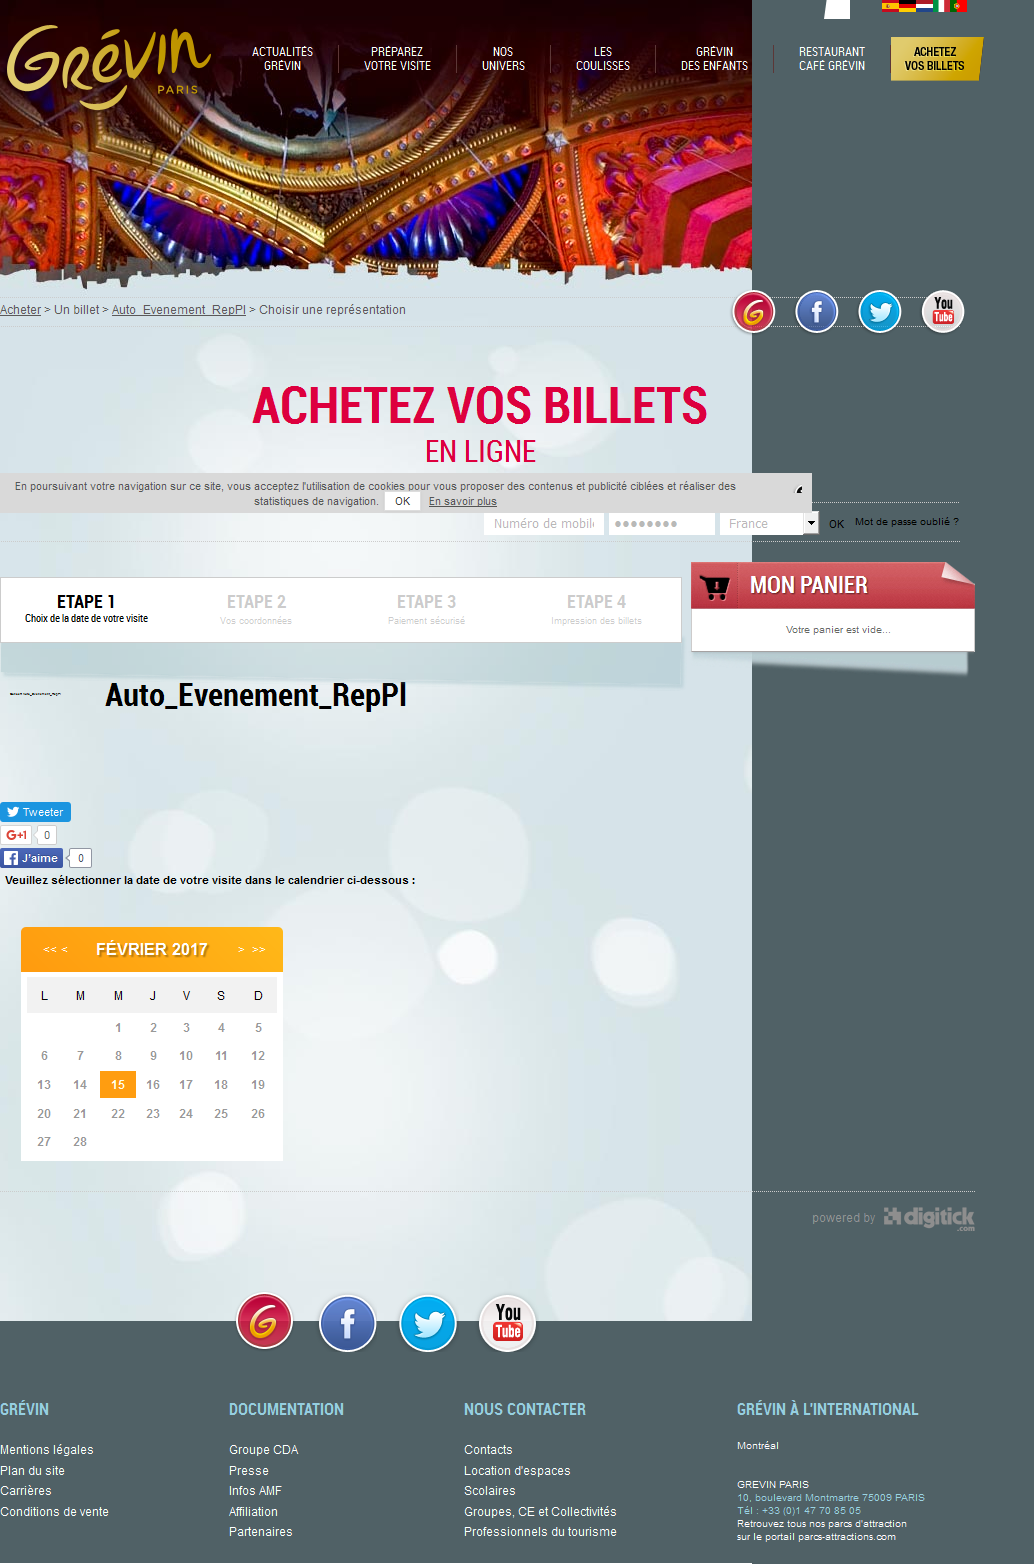 Grévin
PARIS
ACTUALITÉS
GRÉVIN
PRÉPAREZ
VOTRE VISITE
NOS
UNIVERS
LES
COULISSES
GRÉVIN
DES ENFANTS
RESTAURANT
CAFÉ GRÉVIN
ACHETEZ
VOS BILLETS
Acheter > Un billet > Auto_Evenement_RepPl > Choisir une représentation
G f You Tube
ACHETEZ VOS BILLETS
EN LIGNE
En poursuivant votre navigation sur ce site, vous acceptez l'utilisation de cookies pour vous proposer des contenus et publicité ciblées et réaliser des
statistiques de navigation. OK En savoir plus
Numéro de mobile ●●●●●●●● France OK Mot de passe oublié ?
MON PANIER
Votre panier est vide...
ETAPE 1
Choix de la date de votre visite
ETAPE 2
Vos coordonnées
ETAPE 3
Paiement sécurisé
ETAPE 4
Impression des billets
Auto_Evenement_RepPl
Tweeter
G+1 0
J'aime 0
Veuillez sélectionner la date de votre visite dans le calendrier ci-dessous :
<< < FÉVRIER 2017 > >>
L M M J V S D
1 2 3 4 5
6 7 8 9 10 11 12
13 14 15 16 17 18 19
20 21 22 23 24 25 26
27 28
powered by digitick.com
G f You Tube
GRÉVIN
Mentions légales
Plan du site
Carrières
Conditions de vente
DOCUMENTATION
Groupe CDA
Presse
Infos AMF
Affiliation
Partenaires
NOUS CONTACTER
Contacts
Location d'espaces
Scolaires
Groupes, CE et Collectivités
Professionnels du tourisme
GRÉVIN À L'INTERNATIONAL
Montréal
GREVIN PARIS
10, boulevard Montmartre 75009 PARIS
Tél : +33 (0)1 47 70 85 05
Retrouvez tous nos parcs d'attraction
sur le portail parcs-attractions.com